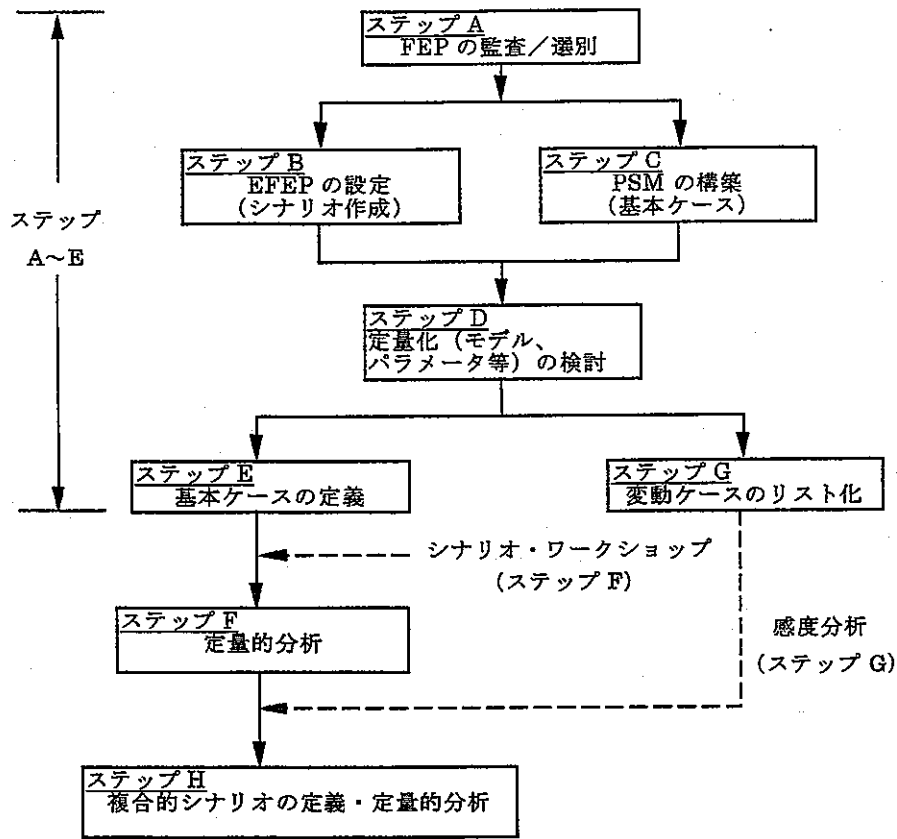 ステップ A
FEP の監査／選別
ステップ B
EFEP の設定
(シナリオ作成)
ステップ C
PSM の構築
(基本ケース)
ステップ
A～E
ステップ D
定量化 (モデル、
パラメータ等) の検討
ステップ E
基本ケースの定義
ステップ G
変動ケースのリスト化
シナリオ・ワークショップ
(ステップ F)
ステップ F
定量的分析
感度分析
(ステップ G)
ステップ H
複合的シナリオの定義・定量的分析